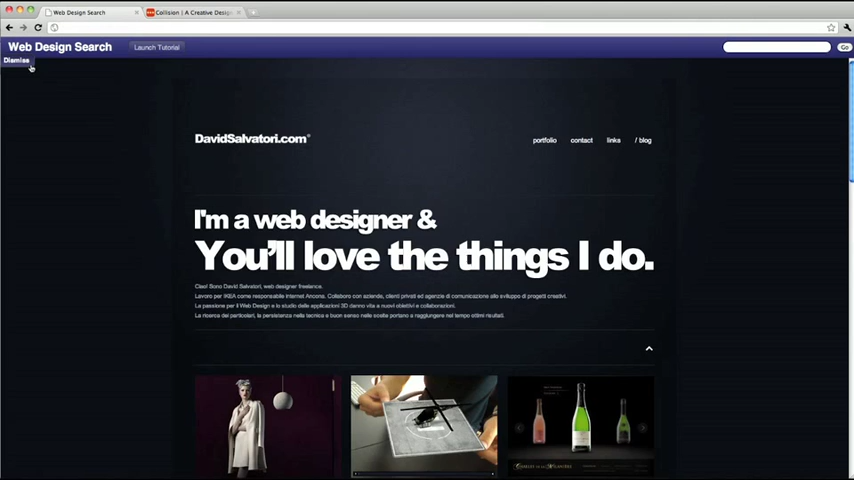 Web Design Search
Collision | A Creative Desig
Web Design Search
Launch Tutorial
Go
Dismiss
DavidSalvatori.com
portfolio
contact
links
/ blog
I'm a web designer &
You'll love the things I do.
Ciao! Sono David Salvatori, web designer freelance.
Lavoro per IKEA come responsabile internet Ancona. Collaboro con aziende, clienti privati ed agenzie di comunicazione allo sviluppo di progetti creativi.
La passione per il Web Design e lo studio delle applicazioni 3D danno vita a nuovi obiettivi e collaborazioni.
La ricerca dei particolari, la persistenza nella tecnica e buon senso nelle scelte portano a raggiungere nel tempo ottimi risultati.